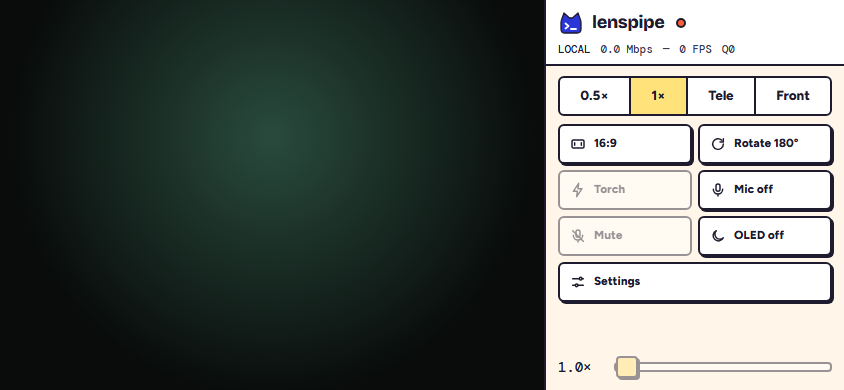 lenspipe
LOCAL 0.0 Mbps — 0 FPS Q0
0.5× 1× Tele Front
16:9 Rotate 180°
Torch Mic off
Mute OLED off
Settings
1.0×